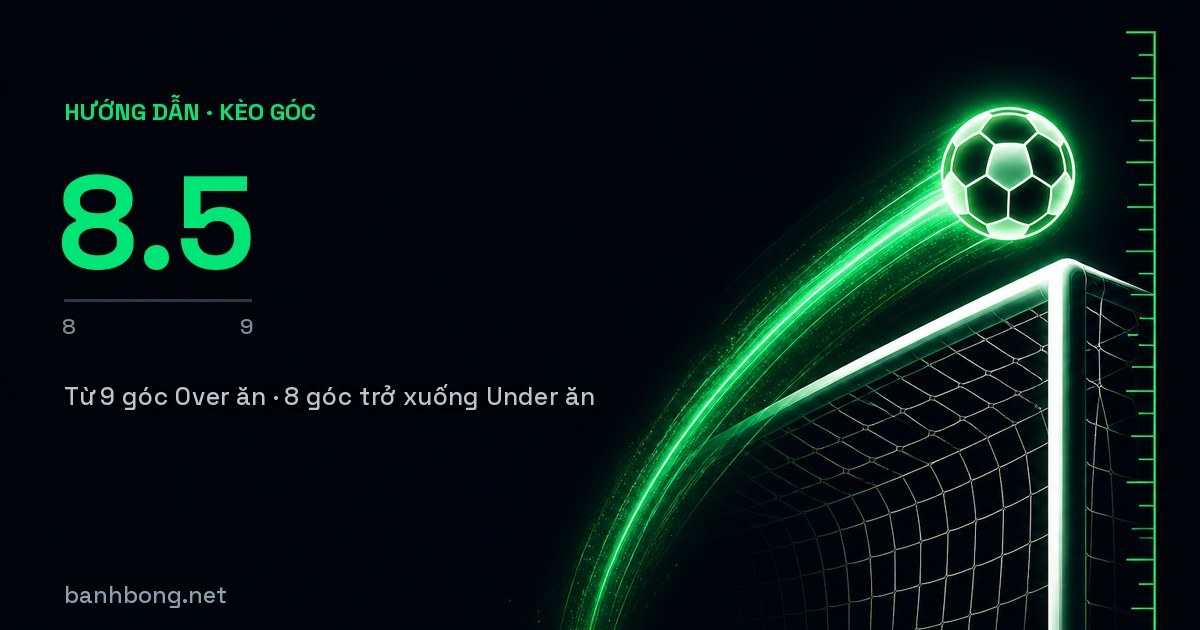 HƯỚNG DẪN · KÈO GÓC
8.5
8 9
Từ 9 góc Over ăn · 8 góc trở xuống Under ăn
banhbong.net